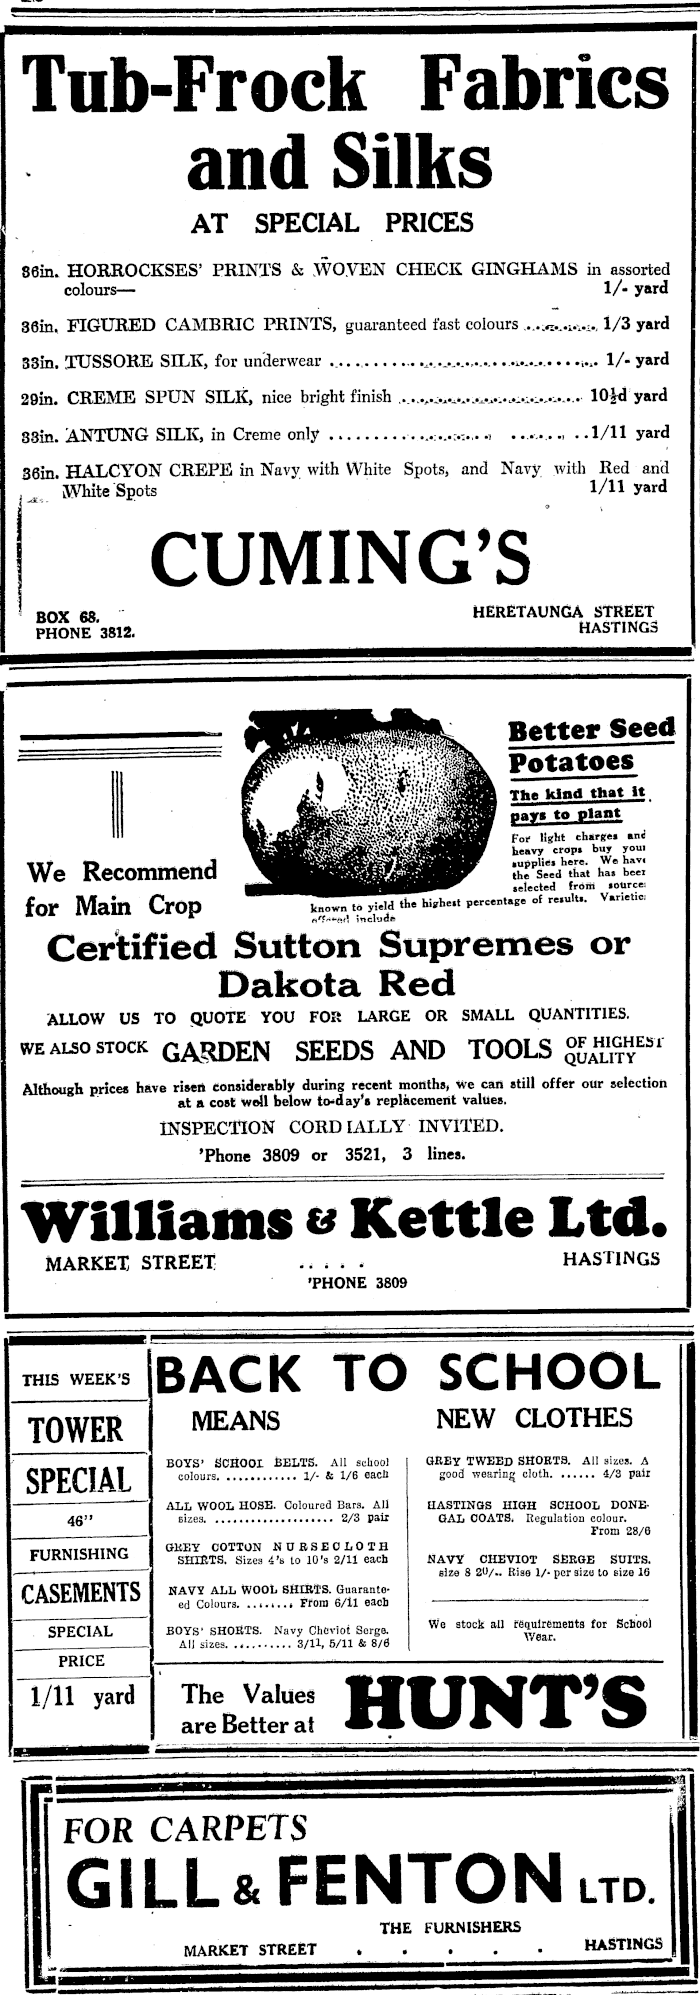 Tub-Frock Fabrics
and Silks
AT SPECIAL PRICES
36in. HORROCKSES' PRINTS & WOVEN CHECK GINGHAMS in assorted
colours— 1/- yard
36in. FIGURED CAMBRIC PRINTS, guaranteed fast colours ............ 1/3 yard
33in. TUSSORE SILK, for underwear .................................. 1/- yard
29in. CREME SPUN SILK, nice bright finish ......................... 10½d yard
33in. ANTUNG SILK, in Creme only .................................. 1/11 yard
36in. HALCYON CREPE in Navy with White Spots, and Navy with Red and
White Spots 1/11 yard
CUMING'S
BOX 68. HERETAUNGA STREET
PHONE 3812. HASTINGS
Better Seed
Potatoes
The kind that it
pays to plant
For light charges and
heavy crops buy your
supplies here. We have
the Seed that has been
selected from sources
known to yield the highest percentage of results. Varieties
offered include
We Recommend
for Main Crop
Certified Sutton Supremes or
Dakota Red
ALLOW US TO QUOTE YOU FOR LARGE OR SMALL QUANTITIES.
WE ALSO STOCK GARDEN SEEDS AND TOOLS OF HIGHEST
QUALITY
Although prices have risen considerably during recent months, we can still offer our selection
at a cost well below to-day's replacement values.
INSPECTION CORDIALLY INVITED.
'Phone 3809 or 3521, 3 lines.
Williams & Kettle Ltd.
MARKET STREET ..... HASTINGS
'PHONE 3809
THIS WEEK'S
TOWER
SPECIAL
46"
FURNISHING
CASEMENTS
SPECIAL
PRICE
1/11 yard
BACK TO SCHOOL
MEANS NEW CLOTHES
BOYS' SCHOOL BELTS. All school
colours. ............ 1/- & 1/6 each
ALL WOOL HOSE. Coloured Bars. All
sizes. .................... 2/3 pair
GREY COTTON NURSECLOTH
SHIRTS. Sizes 4's to 10's 2/11 each
NAVY ALL WOOL SHIRTS. Guarante-
ed Colours. ........ From 6/11 each
BOYS' SHORTS. Navy Cheviot Serge.
All sizes. .......... 3/11, 5/11 & 8/6
GREY TWEED SHORTS. All sizes. A
good wearing cloth. ...... 4/3 pair
HASTINGS HIGH SCHOOL DONE-
GAL COATS. Regulation colour.
From 28/6
NAVY CHEVIOT SERGE SUITS.
size 8 20/-. Rise 1/- per size to size 16
We stock all requirements for School
Wear.
The Values
are Better at
HUNT'S
FOR CARPETS
GILL & FENTON LTD.
THE FURNISHERS
MARKET STREET . . . . . HASTINGS